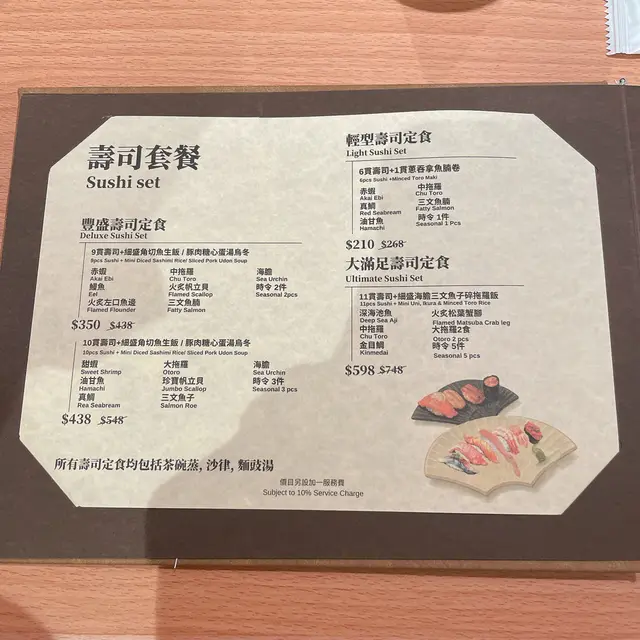 壽司套餐
Sushi set
豐盛壽司定食
Deluxe Sushi Set
9貫壽司+細盛角切魚生飯 / 豚肉糖心蛋湯烏冬
9pcs Sushi + Mini Diced Sashimi Rice/ Sliced Pork Udon Soup
赤蝦 中拖羅 海膽
Akai Ebi Chu Toro Sea Urchin
鰻魚 火炙帆立貝 時令 2件
Eel Flamed Scallop Seasonal 2pcs
火炙左口魚邊 三文魚腩
Flamed Flounder Fatty Salmon
$350 $438
10貫壽司+細盛角切魚生飯 / 豚肉糖心蛋湯烏冬
10pcs Sushi + Mini Diced Sashimi Rice/ Sliced Pork Udon Soup
甜蝦 大拖羅 海膽
Sweet Shrimp Otoro Sea Urchin
油甘魚 珍寶帆立貝 時令 3件
Hamachi Jumbo Scallop Seasonal 3 pcs
真鯛 三文魚子
Rea Seabream Salmon Roe
$438 $548
輕型壽司定食
Light Sushi Set
6貫壽司+1貫蔥吞拿魚腩卷
6pcs Sushi +Minced Toro Maki
赤蝦 中拖羅
Akai Ebi Chu Toro
真鯛 三文魚腩
Red Seabream Fatty Salmon
油甘魚 時令 1件
Hamachi Seasonal 1 Pcs
$210 $268
大滿足壽司定食
Ultimate Sushi Set
11貫壽司+細盛海膽三文魚子碎拖羅飯
11pcs Sushi + Mini Uni, Ikura & Minced Toro Rice
深海池魚 火炙松葉蟹腳
Deep Sea Aji Flamed Matsuba Crab leg
中拖羅 大拖羅2食
Chu Toro Otoro 2 pcs
金目鯛 時令 5件
Kinmedai Seasonal 5 pcs
$598 $748
所有壽司定食均包括茶碗蒸, 沙律, 麵豉湯
價目另設加一服務費
Subject to 10% Service Charge